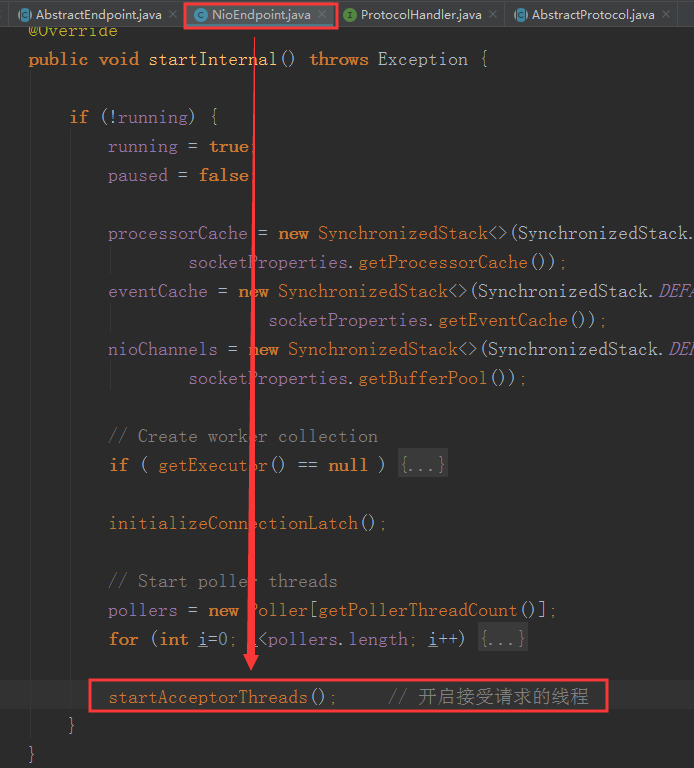 AbstractEndpoint.java × NioEndpoint.java × ProtocolHandler.java × AbstractProtocol.java ×
@Override
public void startInternal() throws Exception {
if (!running) {
running = true;
paused = false;
processorCache = new SynchronizedStack<>(SynchronizedStack.
socketProperties.getProcessorCache());
eventCache = new SynchronizedStack<>(SynchronizedStack.DEFA
socketProperties.getEventCache());
nioChannels = new SynchronizedStack<>(SynchronizedStack.DEF
socketProperties.getBufferPool());
// Create worker collection
if ( getExecutor() == null ) {...}
initializeConnectionLatch();
// Start poller threads
pollers = new Poller[getPollerThreadCount()];
for (int i=0; i<pollers.length; i++) {...}
startAcceptorThreads(); // 开启接受请求的线程
}
}